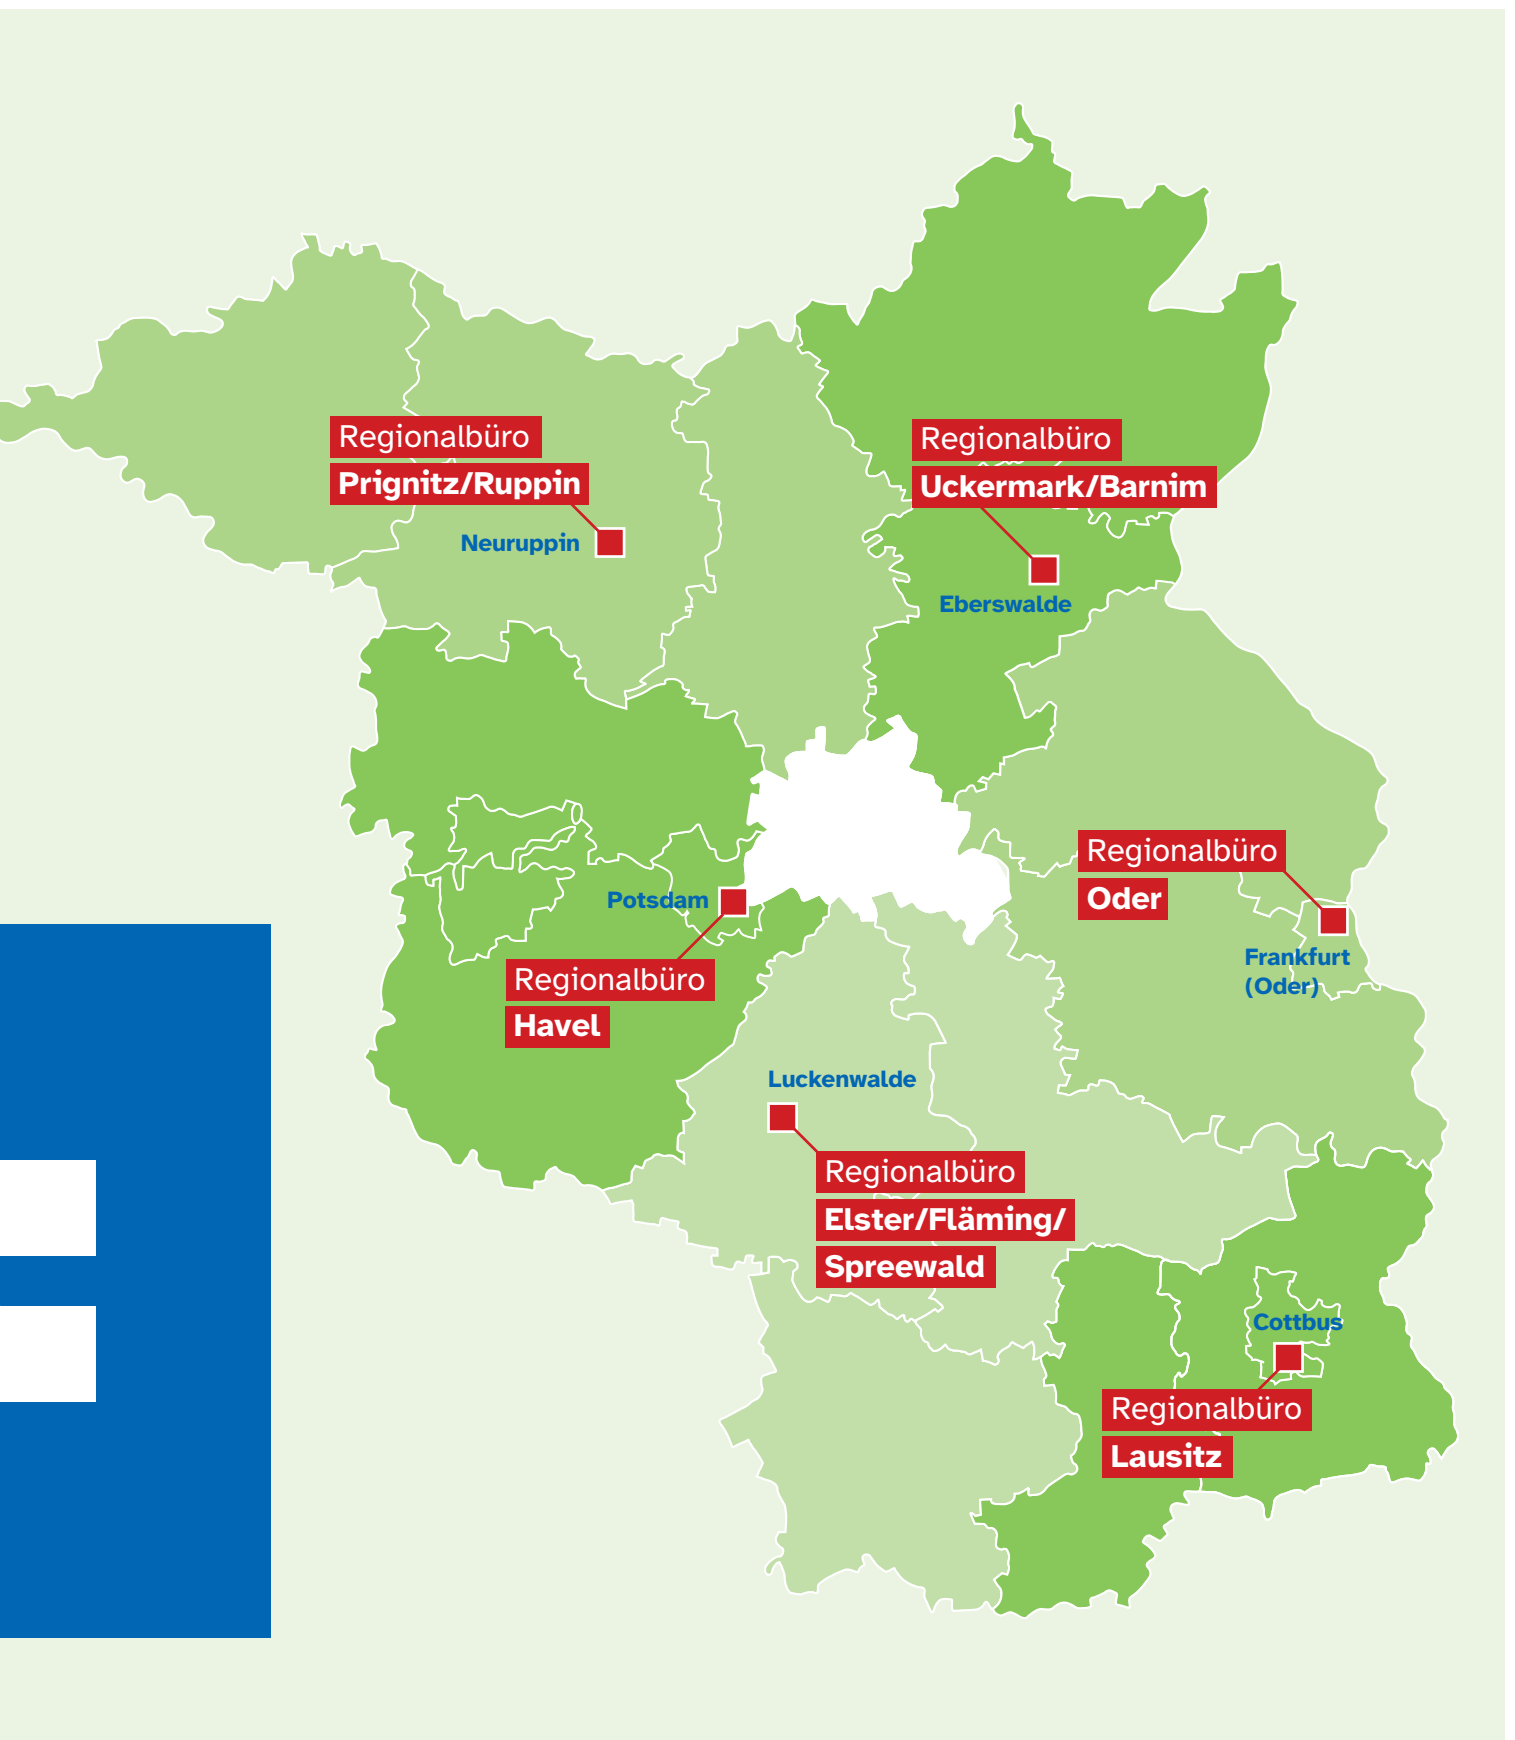 Regionalbüro
Prignitz/Ruppin
Neuruppin
Regionalbüro
Uckermark/Barnim
Eberswalde
Regionalbüro
Oder
Frankfurt
(Oder)
Potsdam
Regionalbüro
Havel
Luckenwalde
Regionalbüro
Elster/Fläming/
Spreewald
Cottbus
Regionalbüro
Lausitz